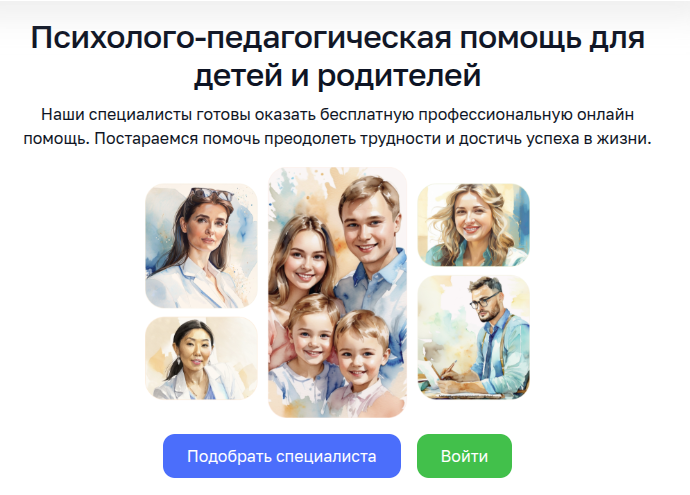 Психолого-педагогическая помощь для
детей и родителей
Наши специалисты готовы оказать бесплатную профессиональную онлайн
помощь. Постараемся помочь преодолеть трудности и достичь успеха в жизни.
Подобрать специалиста
Войти